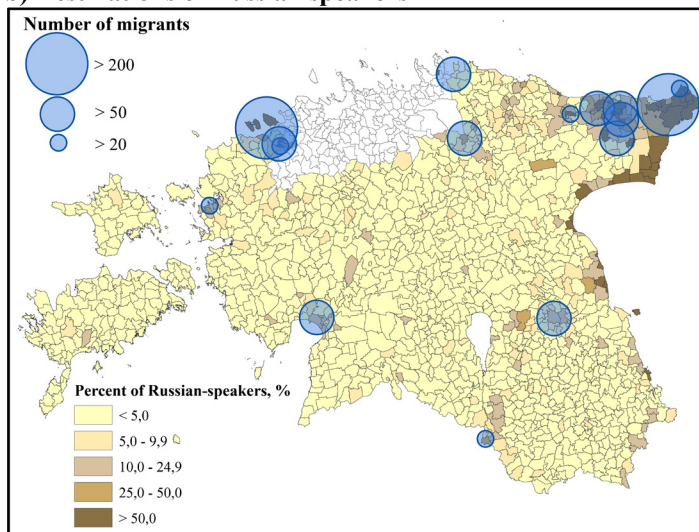 Number of migrants
> 200
> 50
> 20
Percent of Russian-speakers, %
< 5,0
5,0 - 9,9
10,0 - 24,9
25,0 - 50,0
> 50,0